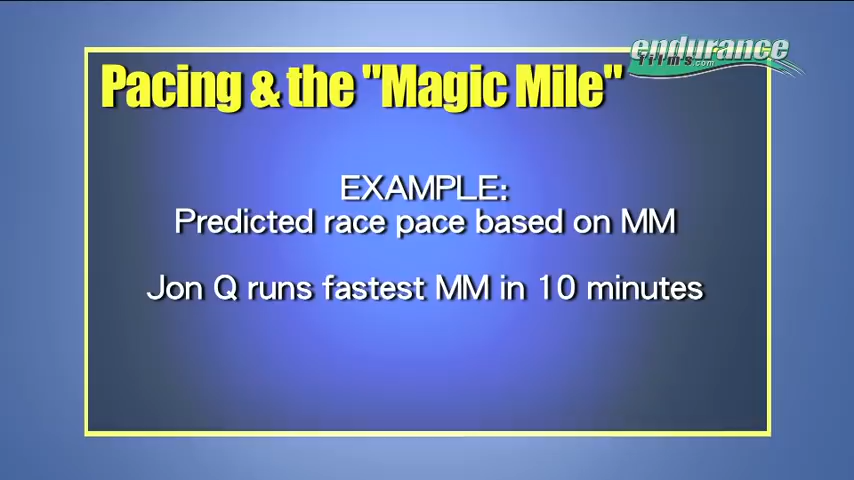 endurance
films.com
Pacing & the "Magic Mile"
EXAMPLE:
Predicted race pace based on MM
Jon Q runs fastest MM in 10 minutes